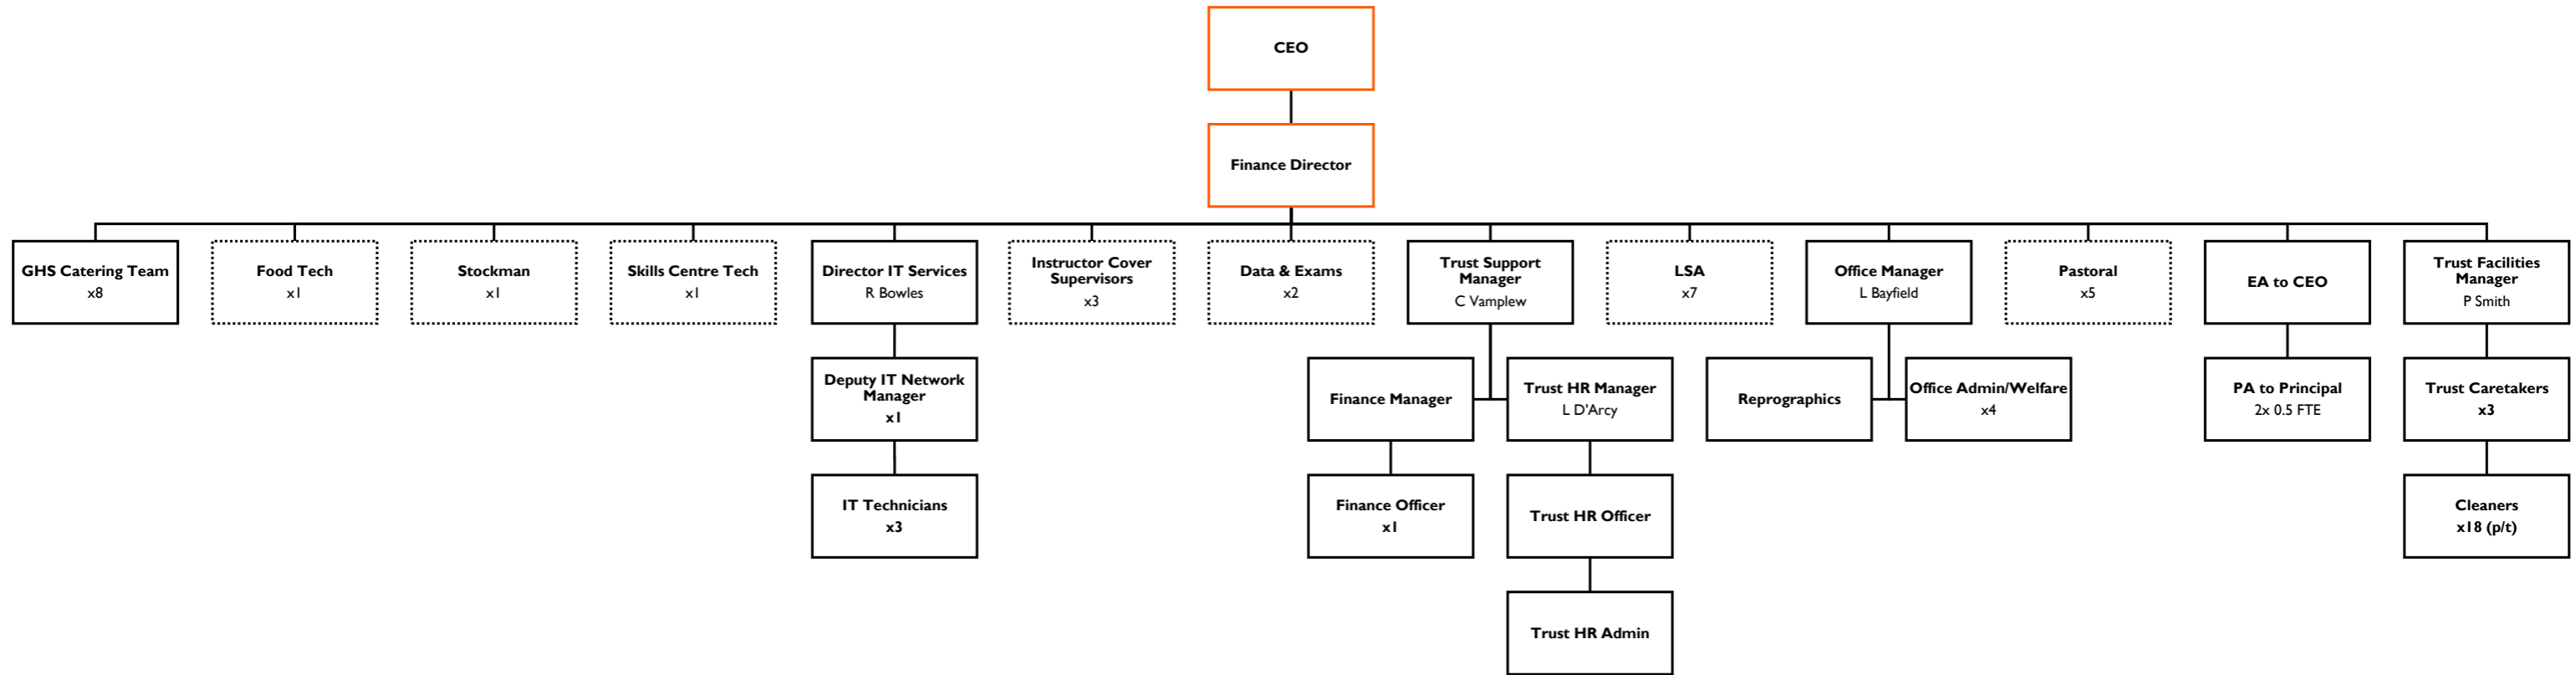 CEO
Finance Director
GHS Catering Team
x8
Food Tech
x1
Stockman
x1
Skills Centre Tech
x1
Director IT Services
R Bowles
Instructor Cover
Supervisors
x3
Data & Exams
x2
Trust Support
Manager
C Vamplew
LSA
x7
Office Manager
L Bayfield
Pastoral
x5
EA to CEO
Trust Facilities
Manager
P Smith
Deputy IT Network
Manager
x1
Finance Manager
Trust HR Manager
L D'Arcy
Reprographics
Office Admin/Welfare
x4
PA to Principal
2x 0.5 FTE
Trust Caretakers
x3
IT Technicians
x3
Finance Officer
x1
Trust HR Officer
Cleaners
x18 (p/t)
Trust HR Admin